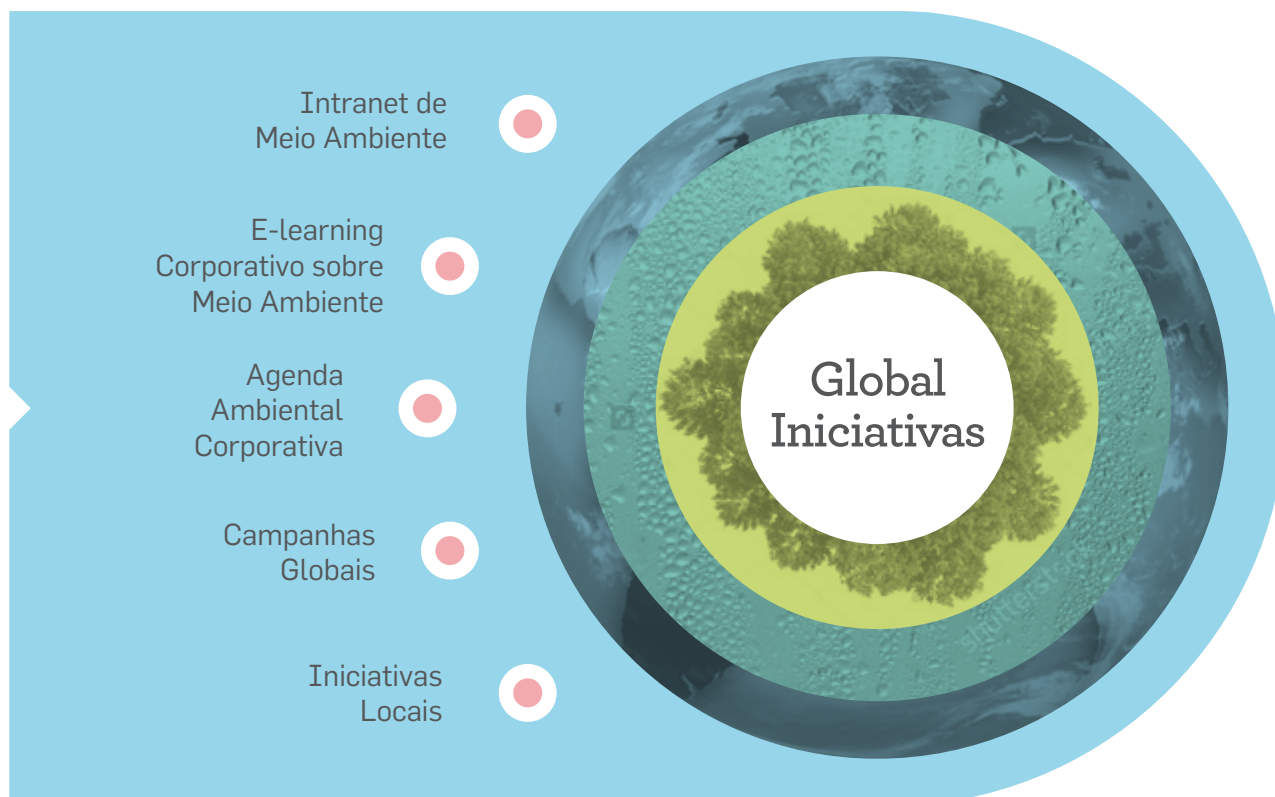 Intranet de
Meio Ambiente
E-learning
Corporativo sobre
Meio Ambiente
Agenda
Ambiental
Corporativa
Campanhas
Globais
Iniciativas
Locais
Global
Iniciativas